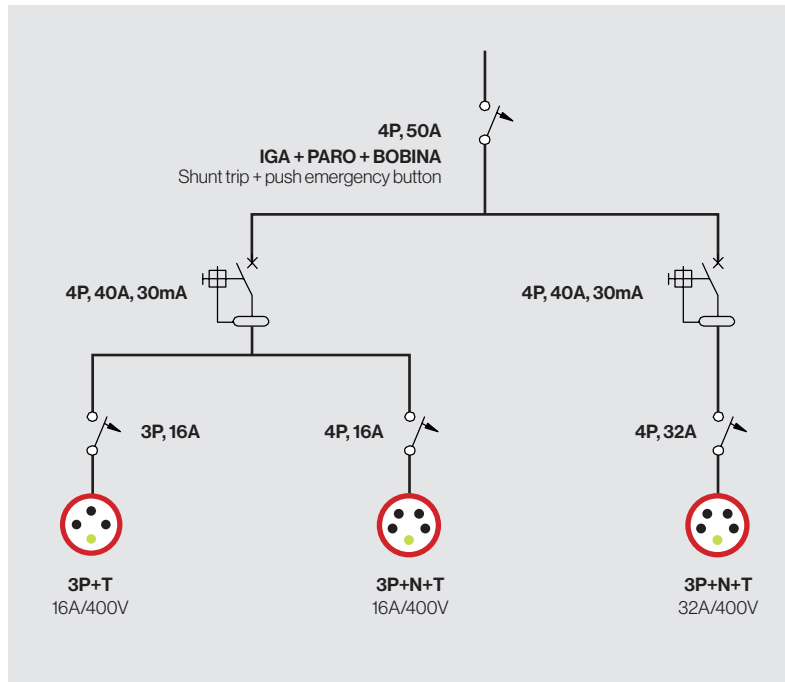 4P, 50A
IGA + PARO + BOBINA
Shunt trip + push emergency button
4P, 40A, 30mA
4P, 40A, 30mA
3P, 16A
4P, 16A
4P, 32A
3P+T
16A/400V
3P+N+T
16A/400V
3P+N+T
32A/400V